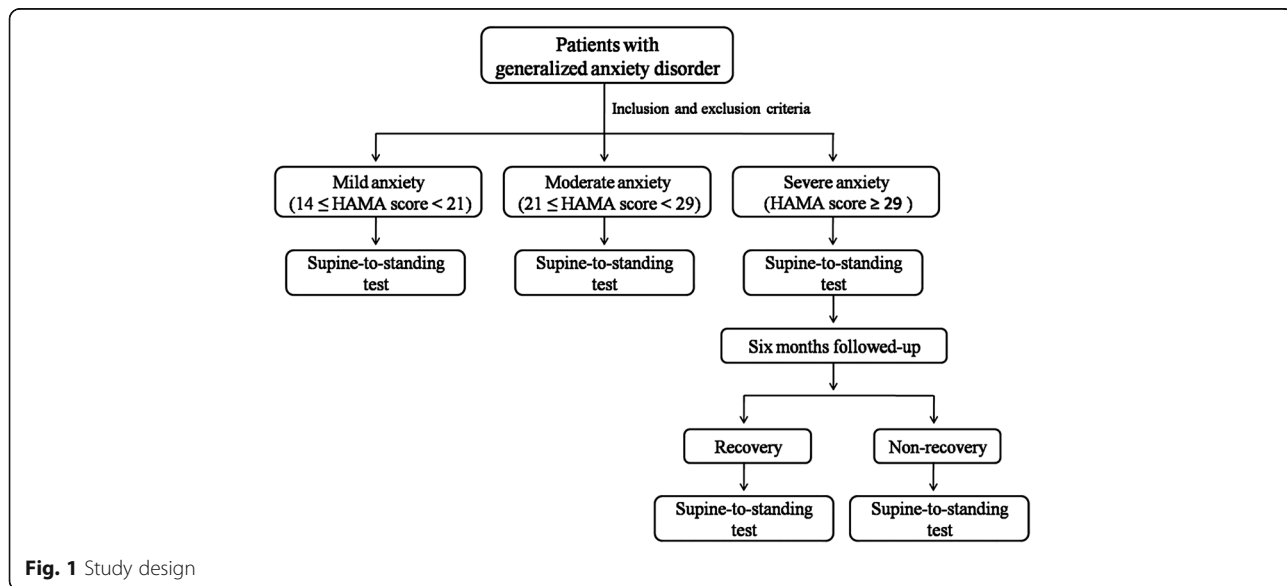 Patients with
generalized anxiety disorder
Inclusion and exclusion criteria
Mild anxiety
(14 ≤ HAMA score < 21)
Moderate anxiety
(21 ≤ HAMA score < 29)
Severe anxiety
(HAMA score ≥ 29 )
Supine-to-standing
test
Supine-to-standing
test
Supine-to-standing
test
Six months followed-up
Recovery
Non-recovery
Supine-to-standing
test
Supine-to-standing
test
Fig. 1 Study design